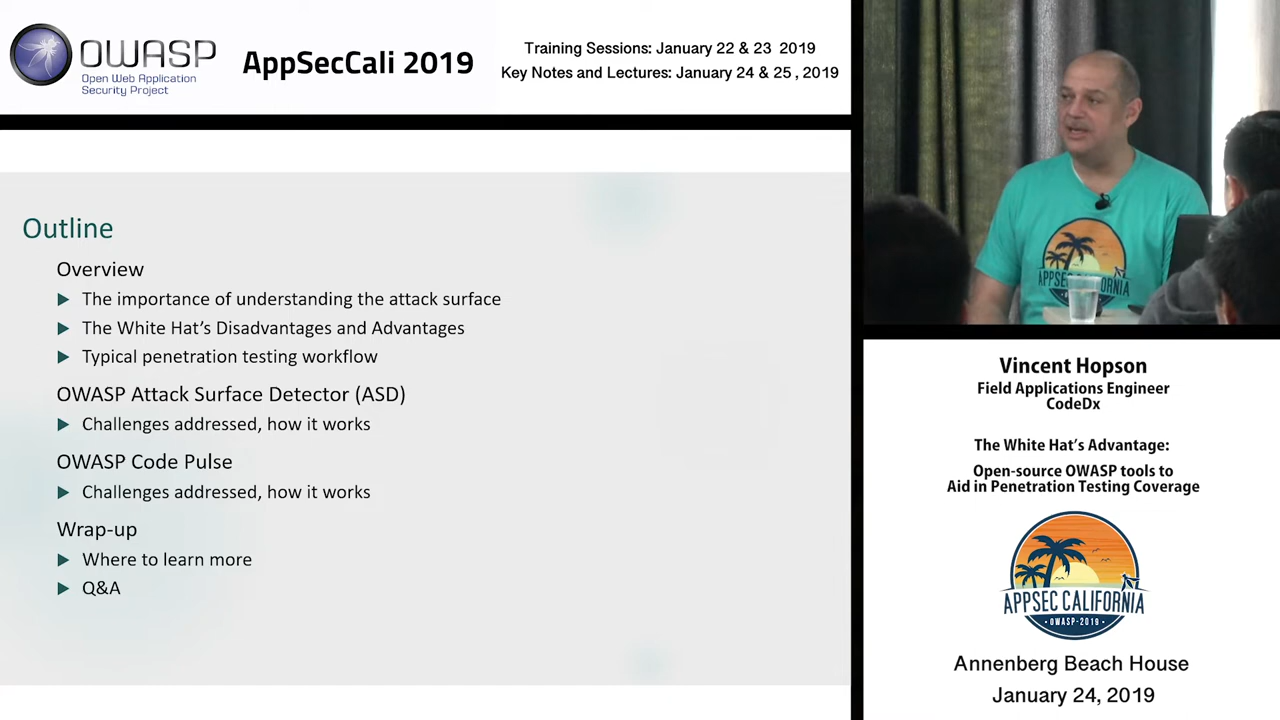 OWASP
Open Web Application
Security Project
AppSecCali 2019
Training Sessions: January 22 & 23 2019
Key Notes and Lectures: January 24 & 25, 2019
Outline
Overview
The importance of understanding the attack surface
The White Hat's Disadvantages and Advantages
Typical penetration testing workflow
OWASP Attack Surface Detector (ASD)
Challenges addressed, how it works
OWASP Code Pulse
Challenges addressed, how it works
Wrap-up
Where to learn more
Q&A
APPSEC CALIFORNIA
Vincent Hopson
Field Applications Engineer
CodeDx
The White Hat's Advantage:
Open-source OWASP tools to
Aid in Penetration Testing Coverage
APPSEC CALIFORNIA
• OWASP-2019 •
Annenberg Beach House
January 24, 2019